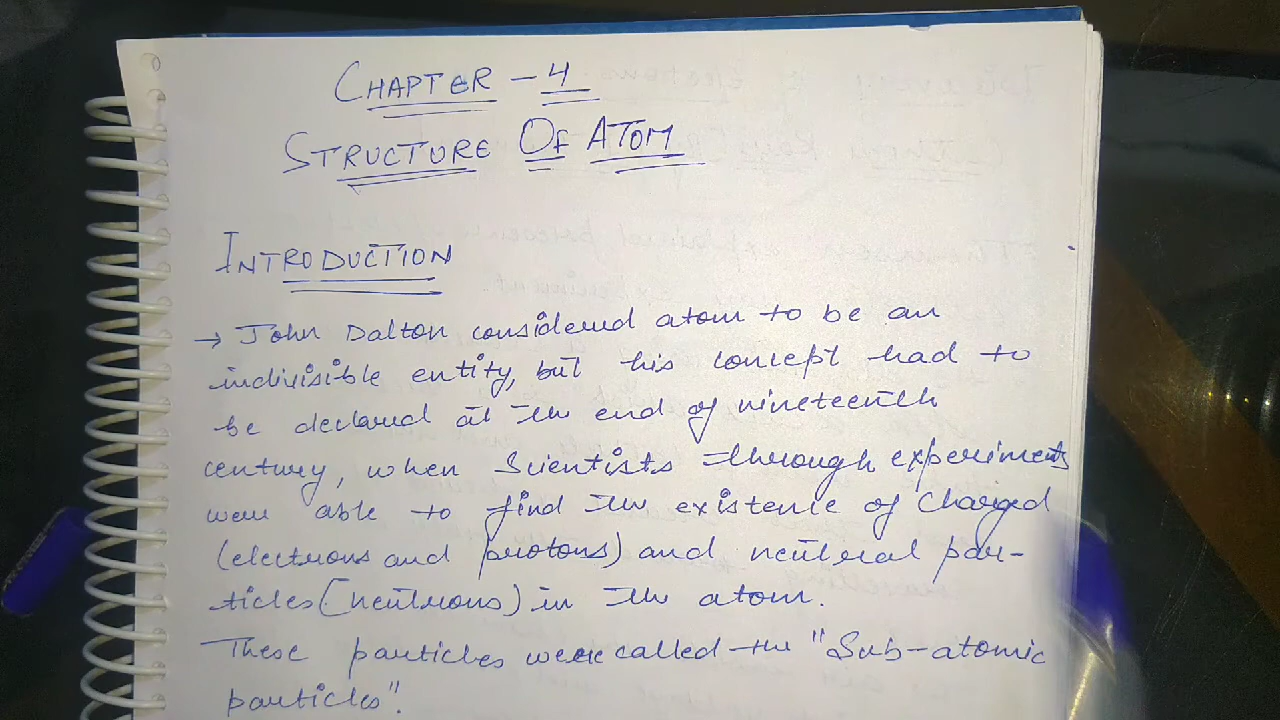 CHAPTER - 4
STRUCTURE OF ATOM
INTRODUCTION
→ John Dalton considered atom to be an
indivisible entity, but his concept had to
be declared at the end of nineteenth
century, when Scientists through experiments
were able to find the existence of Charged
(electrons and protons) and neutral par-
ticles (neutrons) in the atom.
These particles were called the "Sub-atomic
particles".